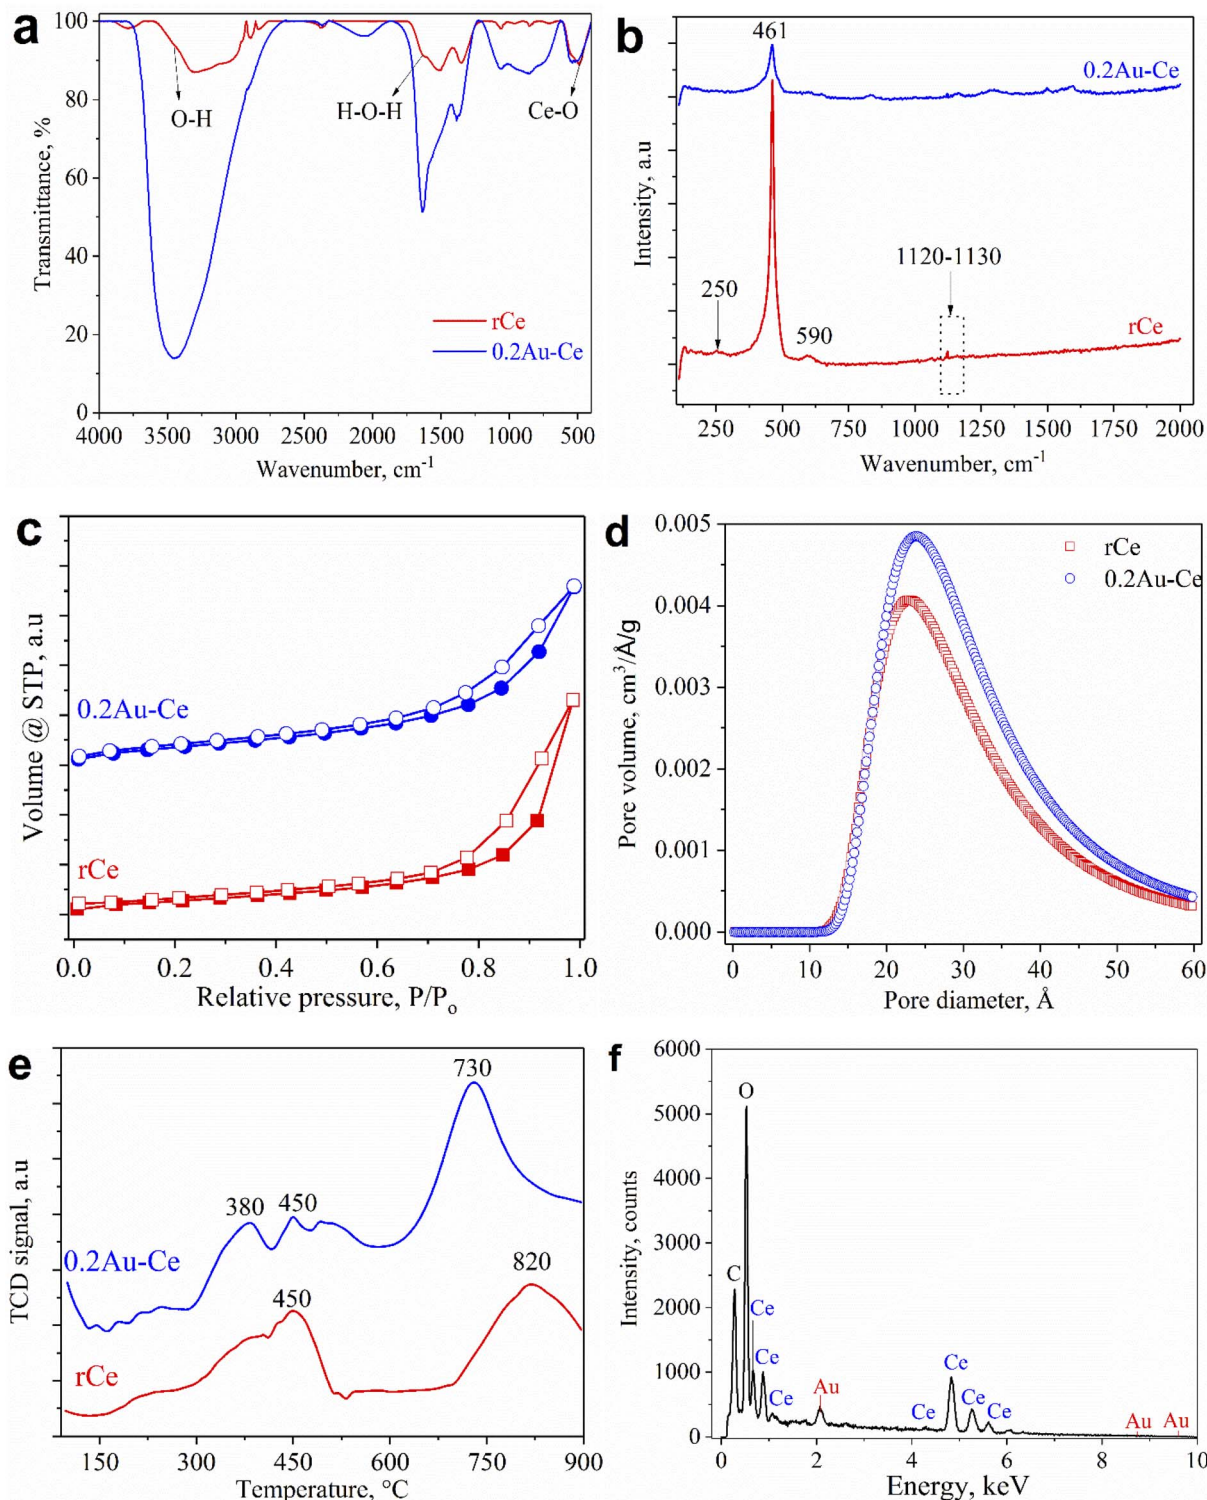 a
100
80
60
40
20
0
Transmittance, %
O-H
H-O-H
Ce-O
rCe
0.2Au-Ce
4000 3500 3000 2500 2000 1500 1000 500
Wavenumber, cm⁻¹
b
461
0.2Au-Ce
Intensity, a.u
1120-1130
250
590
rCe
250 500 750 1000 1250 1500 1750 2000
Wavenumber, cm⁻¹
c
Volume @ STP, a.u
0.2Au-Ce
rCe
0.0 0.2 0.4 0.6 0.8 1.0
Relative pressure, P/Pₒ
d
0.005
0.004
0.003
0.002
0.001
0.000
Pore volume, cm³/Å/g
rCe
0.2Au-Ce
0 10 20 30 40 50 60
Pore diameter, Å
e
730
380
450
0.2Au-Ce
820
450
rCe
TCD signal, a.u
150 300 450 600 750 900
Temperature, °C
f
6000
5000
4000
3000
2000
1000
0
Intensity, counts
O
C
Ce
Ce
Ce
Au
Ce
Ce
Ce
Ce
Au
Au
0 2 4 6 8 10
Energy, keV